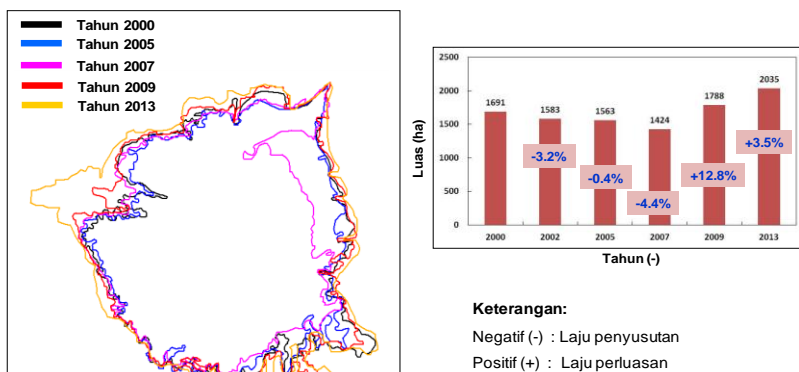 Tahun 2000
Tahun 2005
Tahun 2007
Tahun 2009
Tahun 2013
Luas (ha)
2500
2000
1500
1000
500
0
1691
1583
1563
1424
1788
2035
-3.2%
-0.4%
-4.4%
+12.8%
+3.5%
2000 2002 2005 2007 2009 2013
Tahun (-)
Keterangan:
Negatif (-) : Laju penyusutan
Positif (+) : Laju perluasan